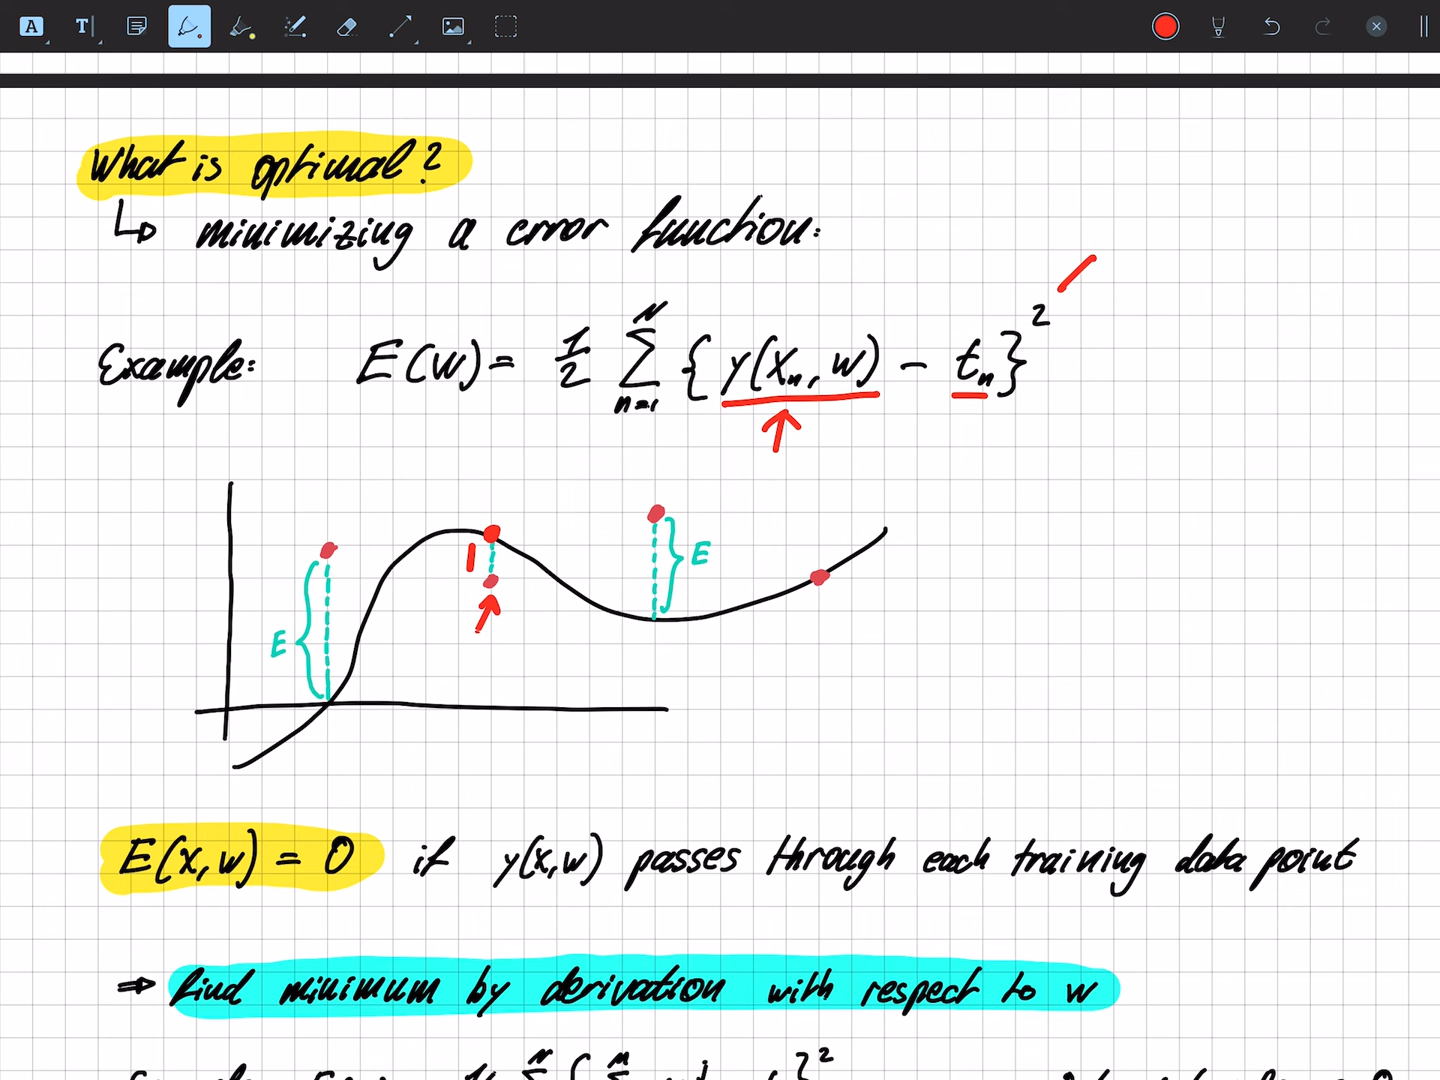 What is optimal?
↳ minimizing a error function:
Example: E(w) = 1/2 Σ_{n=1}^{N} { y(x_n, w) - t_n }^2
E
E
E(x,w) = 0 if y(x,w) passes through each training data point
⇒ find minimum by derivation with respect to w